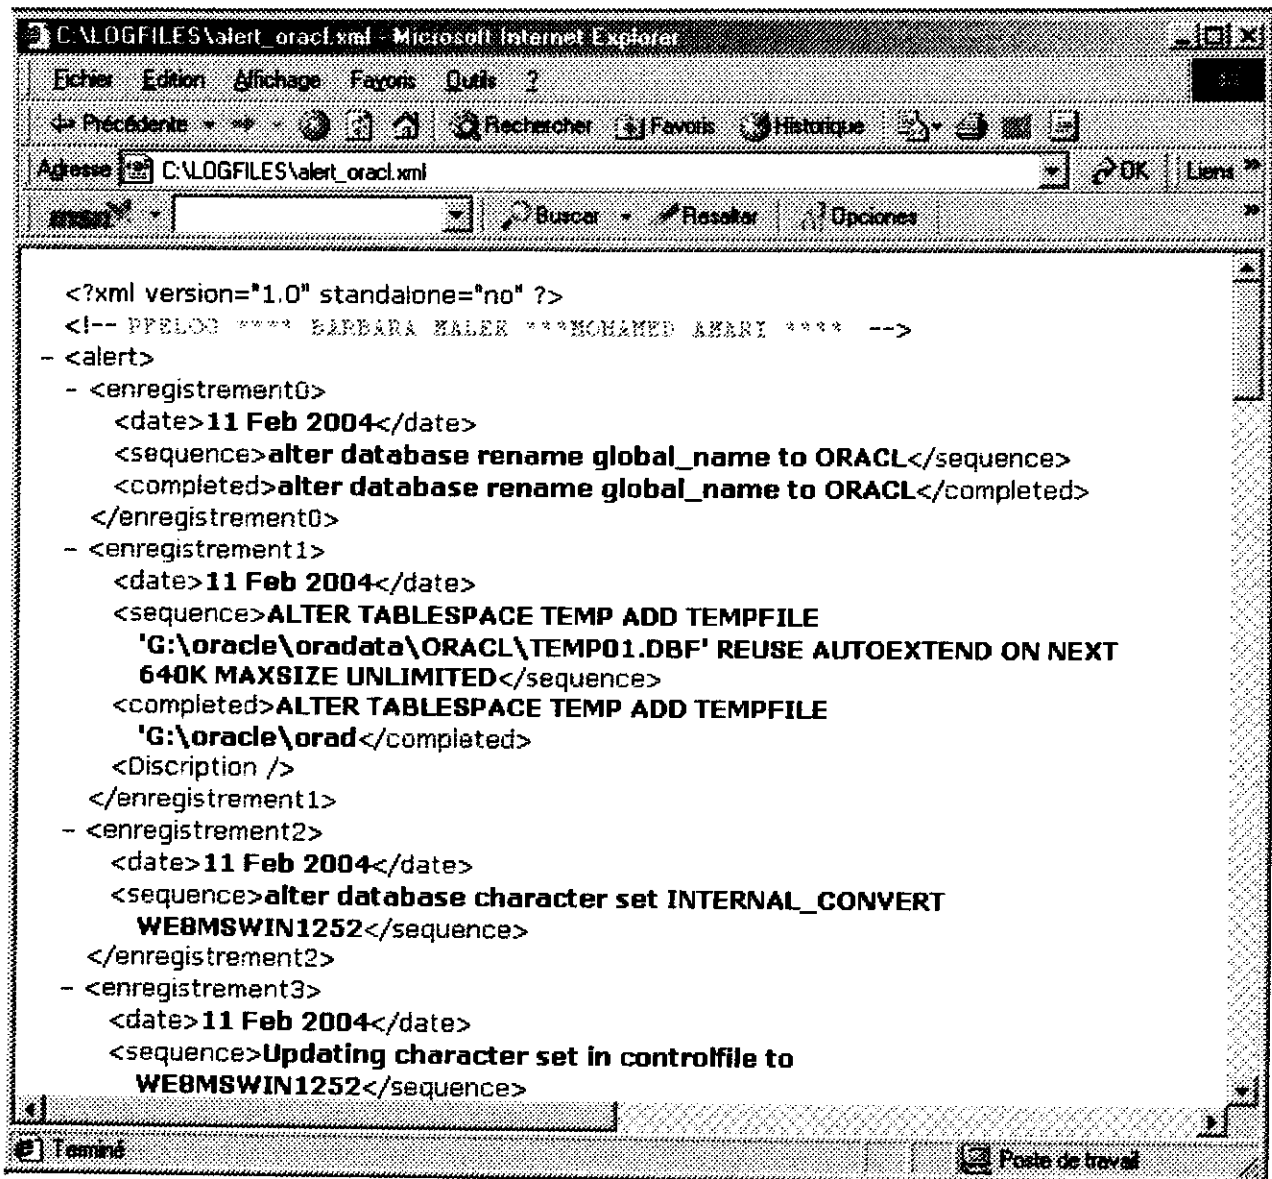 C:\LOGFILES\alert_oracl.xml - Microsoft Internet Explorer
Fichier Edition Affichage Favoris Outils ?
Précédente Rechercher Favoris Historique
Adresse C:\LOGFILES\alert_oracl.xml OK Liens »
Buscar Resaltar Opciones »
<?xml version="1.0" standalone="no" ?>
<!-- **** BARBARA MALER ***MOHAMED AMARI **** -->
- <alert>
- <enregistrement0>
<date>11 Feb 2004</date>
<sequence>alter database rename global_name to ORACL</sequence>
<completed>alter database rename global_name to ORACL</completed>
</enregistrement0>
- <enregistrement1>
<date>11 Feb 2004</date>
<sequence>ALTER TABLESPACE TEMP ADD TEMPFILE
'G:\oracle\oradata\ORACL\TEMP01.DBF' REUSE AUTOEXTEND ON NEXT
640K MAXSIZE UNLIMITED</sequence>
<completed>ALTER TABLESPACE TEMP ADD TEMPFILE
'G:\oracle\orad</completed>
<Discription />
</enregistrement1>
- <enregistrement2>
<date>11 Feb 2004</date>
<sequence>alter database character set INTERNAL_CONVERT
WE8MSWIN1252</sequence>
</enregistrement2>
- <enregistrement3>
<date>11 Feb 2004</date>
<sequence>Updating character set in controlfile to
WE8MSWIN1252</sequence>
Terminé Poste de travail